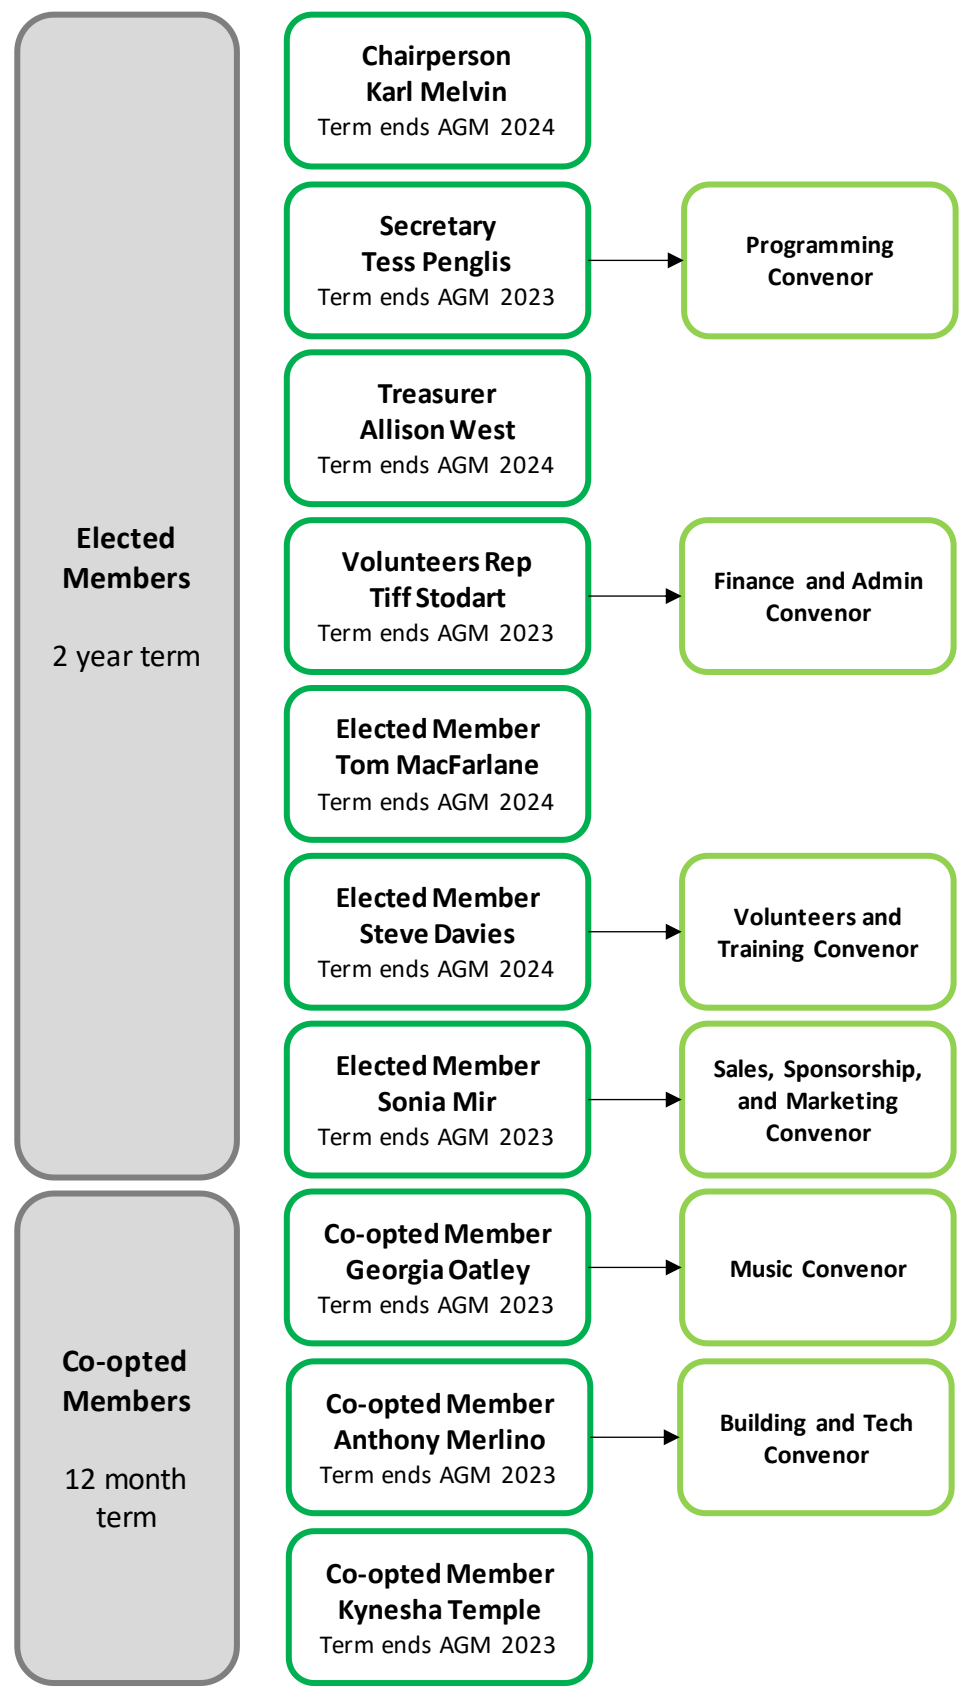 Elected
Members
2 year term
Chairperson
Karl Melvin
Term ends AGM 2024
Secretary
Tess Penglis
Term ends AGM 2023
Programming
Convenor
Treasurer
Allison West
Term ends AGM 2024
Volunteers Rep
Tiff Stodart
Term ends AGM 2023
Finance and Admin
Convenor
Elected Member
Tom MacFarlane
Term ends AGM 2024
Elected Member
Steve Davies
Term ends AGM 2024
Volunteers and
Training Convenor
Elected Member
Sonia Mir
Term ends AGM 2023
Sales, Sponsorship,
and Marketing
Convenor
Co-opted
Members
12 month
term
Co-opted Member
Georgia Oatley
Term ends AGM 2023
Music Convenor
Co-opted Member
Anthony Merlino
Term ends AGM 2023
Building and Tech
Convenor
Co-opted Member
Kynesha Temple
Term ends AGM 2023